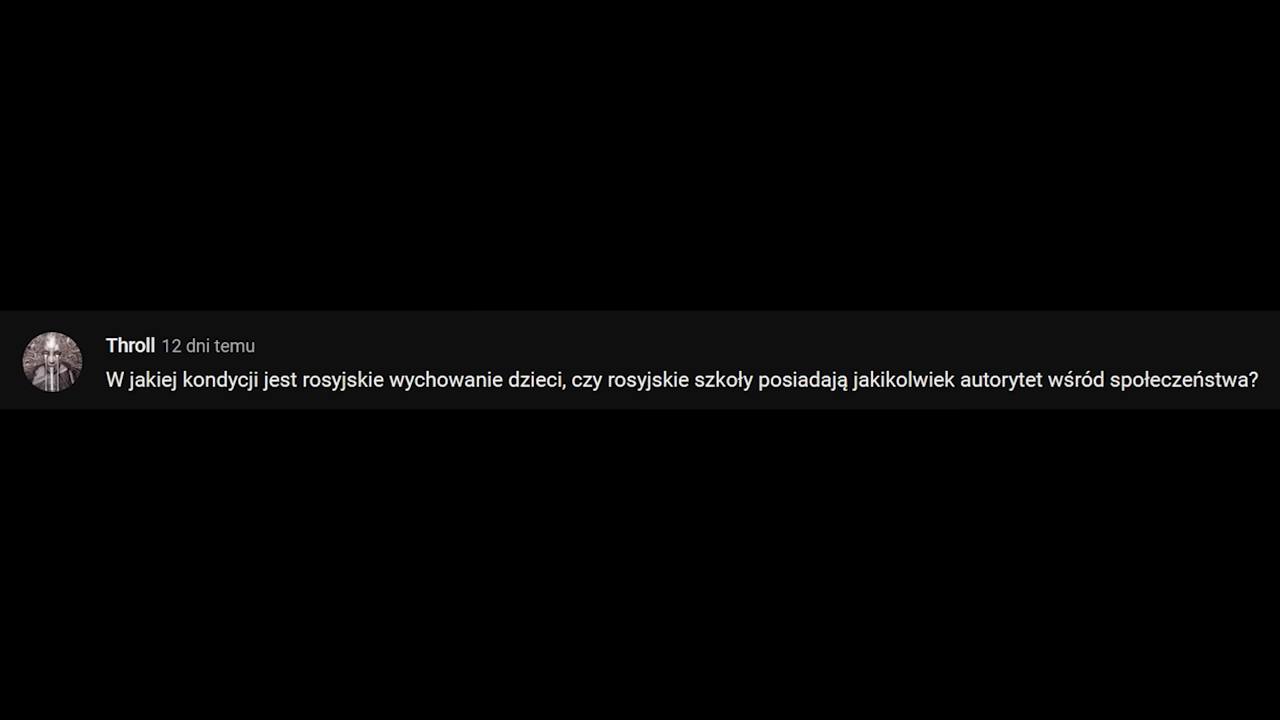 Throll 12 dni temu
W jakiej kondycji jest rosyjskie wychowanie dzieci, czy rosyjskie szkoły posiadają jakikolwiek autorytet wśród społeczeństwa?